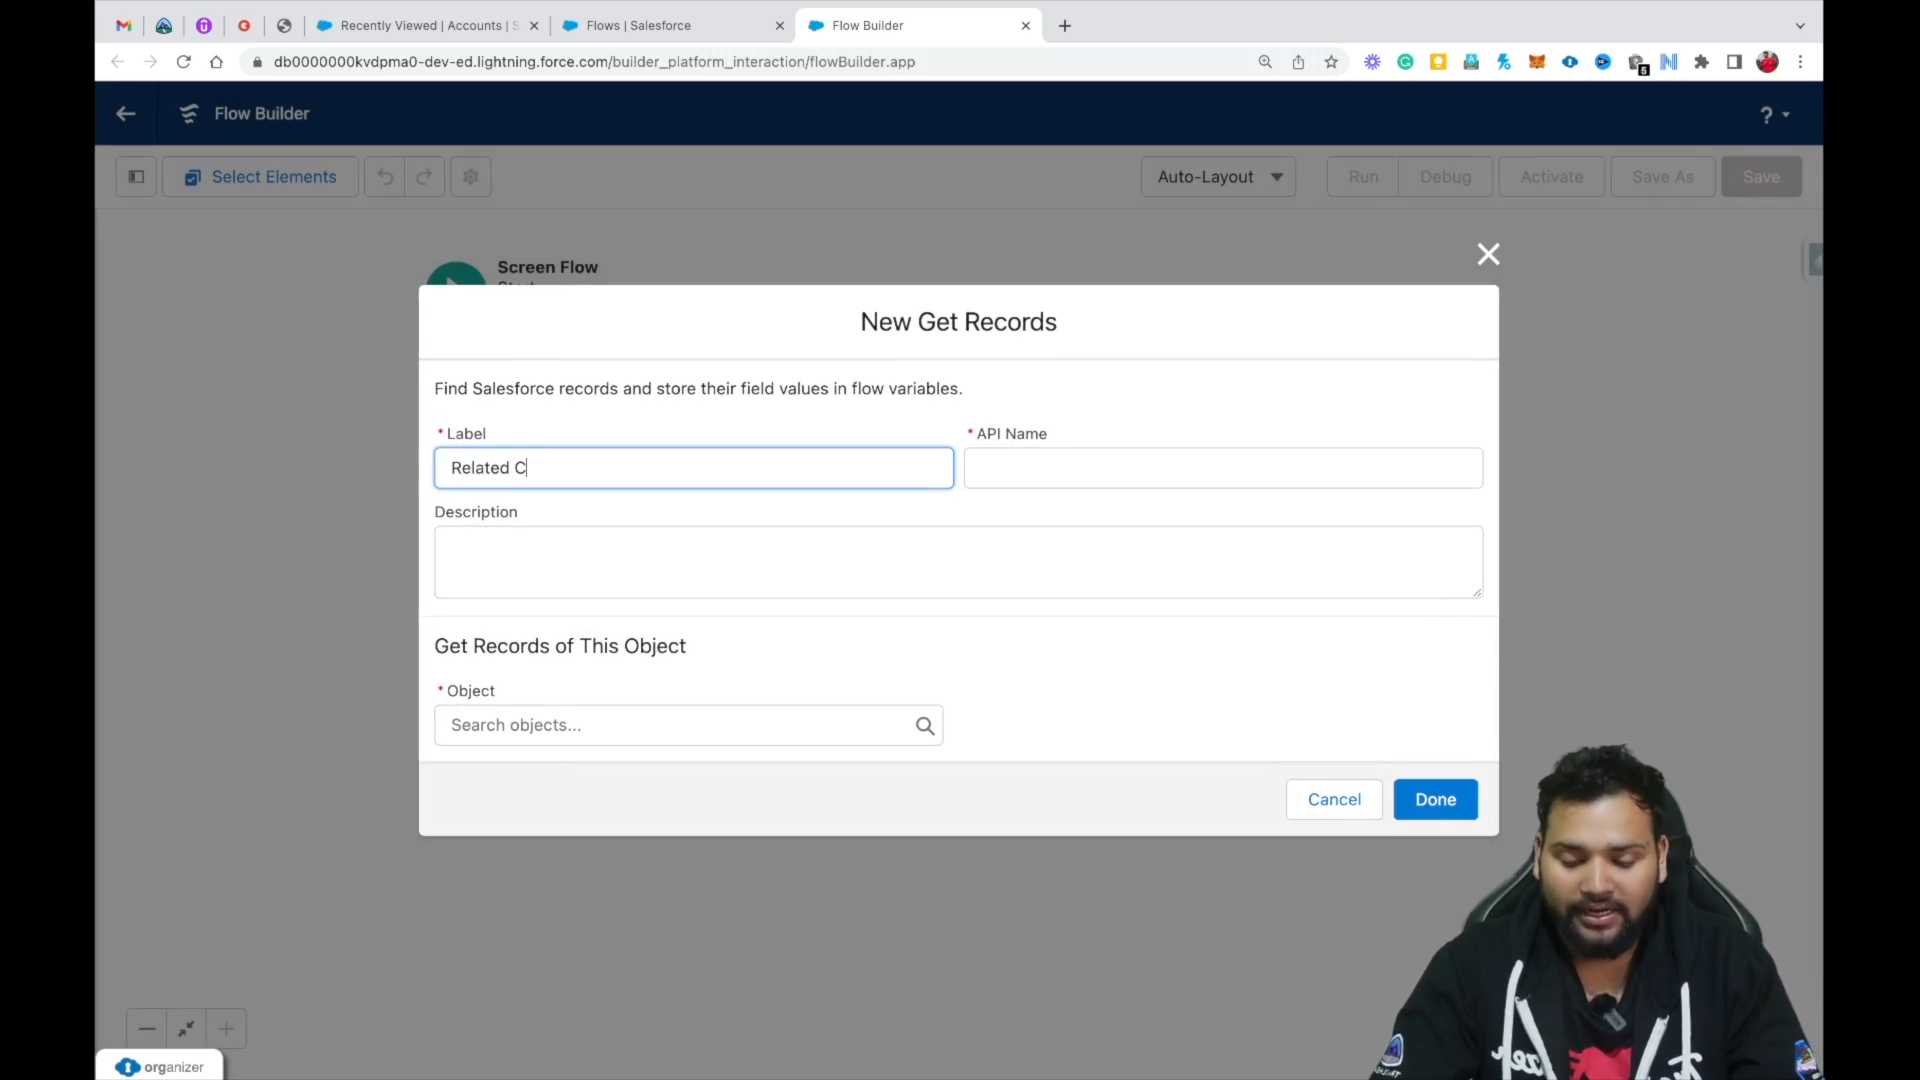 Recently Viewed | Accounts | S
Flows | Salesforce
Flow Builder
db0000000kvdpma0-dev-ed.lightning.force.com/builder_platform_interaction/flowBuilder.app
6
Flow Builder
?
Select Elements
Auto-Layout
Run
Debug
Activate
Save As
Save
Screen Flow
New Get Records
Find Salesforce records and store their field values in flow variables.
* Label
* API Name
Related C
Description
Get Records of This Object
* Object
Search objects...
Cancel
Done
organizer